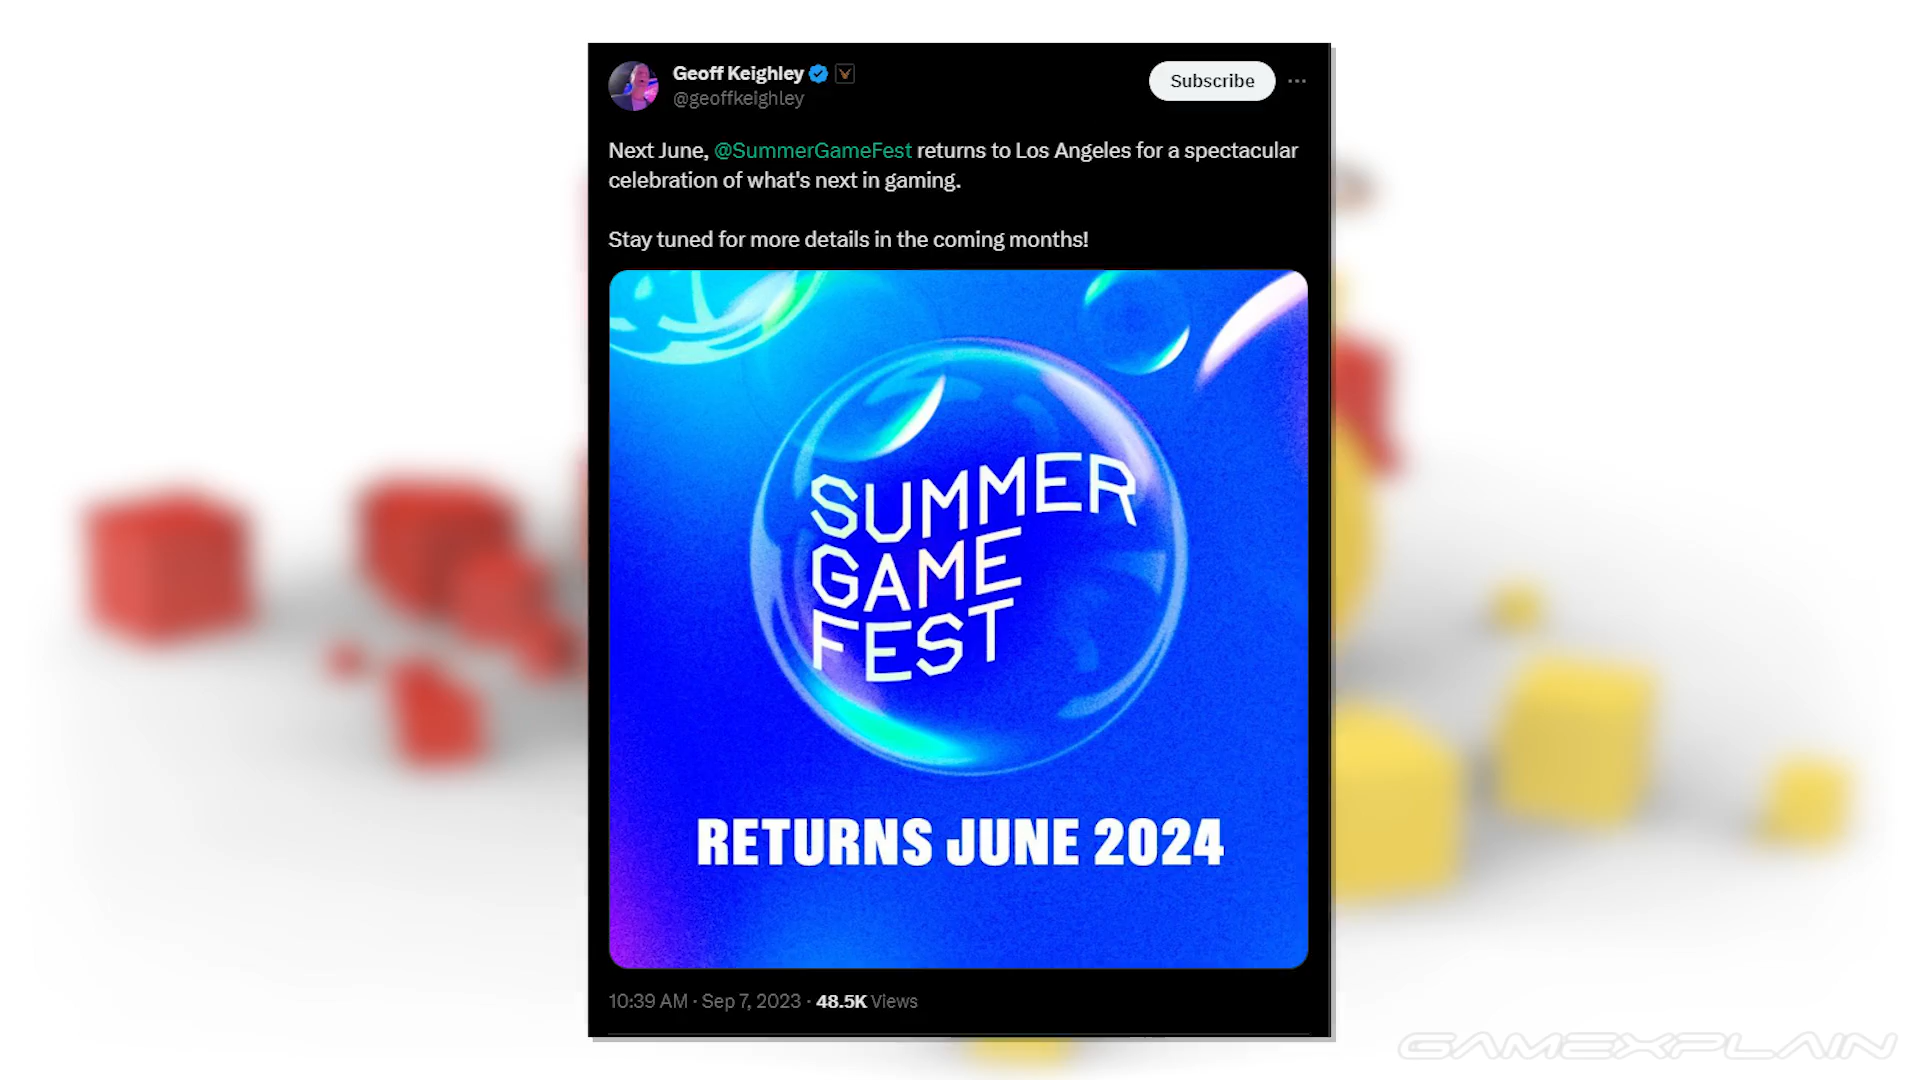 Geoff Keighley
@geoffkeighley
Subscribe
Next June, @SummerGameFest returns to Los Angeles for a spectacular
celebration of what's next in gaming.
Stay tuned for more details in the coming months!
SUMMER
GAME
FEST
RETURNS JUNE 2024
10:39 AM · Sep 7, 2023 · 48.5K Views
GAMEXPLAIN